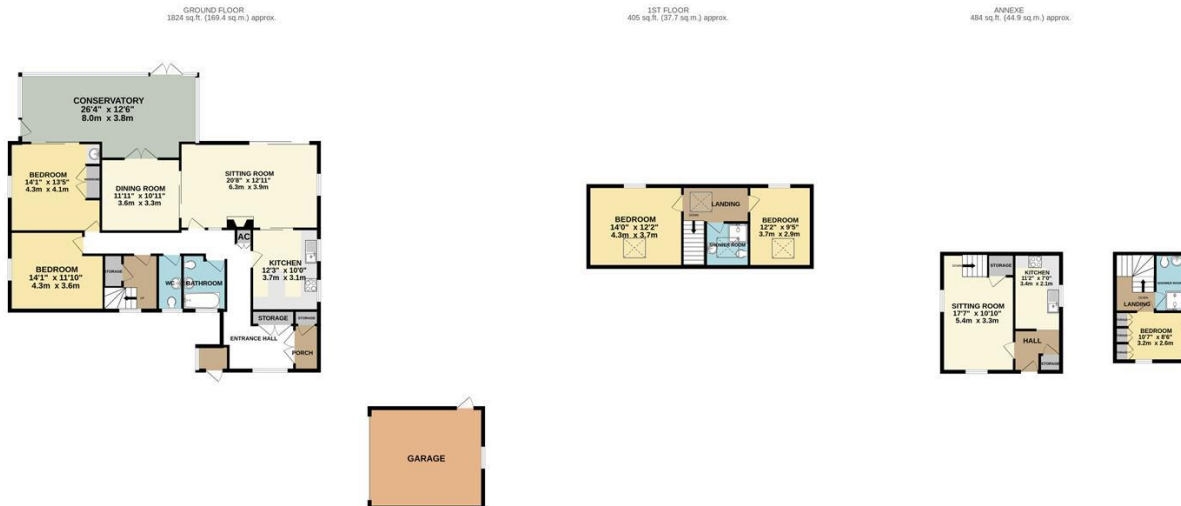 GROUND FLOOR
1824 sq.ft. (169.4 sq.m.) approx.
1ST FLOOR
405 sq.ft. (37.7 sq.m.) approx.
ANNEXE
484 sq.ft. (44.9 sq.m.) approx.
CONSERVATORY
26'4" x 12'6"
8.0m x 3.8m
BEDROOM
14'1" x 13'5"
4.3m x 4.1m
DINING ROOM
11'11" x 10'11"
3.6m x 3.3m
SITTING ROOM
20'8" x 12'11"
6.3m x 3.9m
BEDROOM
14'1" x 11'10"
4.3m x 3.6m
STORAGE
UP
WC
BATHROOM
AC
KITCHEN
12'3" x 10'0"
3.7m x 3.1m
STORAGE
STORAGE
ENTRANCE HALL
PORCH
GARAGE
BEDROOM
14'0" x 12'2"
4.3m x 3.7m
LANDING
DOWN
SHOWER ROOM
BEDROOM
12'2" x 9'5"
3.7m x 2.9m
STORAGE
KITCHEN
11'2" x 7'0"
3.4m x 2.1m
SITTING ROOM
17'7" x 10'10"
5.4m x 3.3m
HALL
STORAGE
SHOWER ROOM
DOWN
LANDING
BEDROOM
10'7" x 8'6"
3.2m x 2.6m